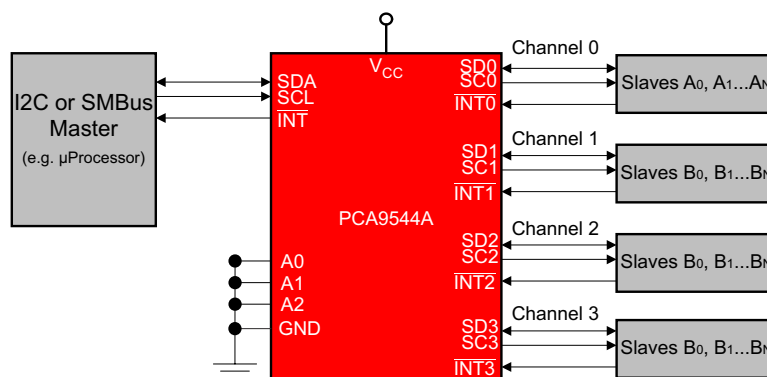 Channel 0
VCC
SD0
SC0
INT0
Slaves A0, A1...AN
I2C or SMBus
Master
(e.g. µProcessor)
SDA
SCL
INT
Channel 1
SD1
SC1
INT1
Slaves B0, B1...BN
PCA9544A
Channel 2
SD2
SC2
INT2
Slaves B0, B1...BN
A0
A1
A2
GND
Channel 3
SD3
SC3
INT3
Slaves B0, B1...BN